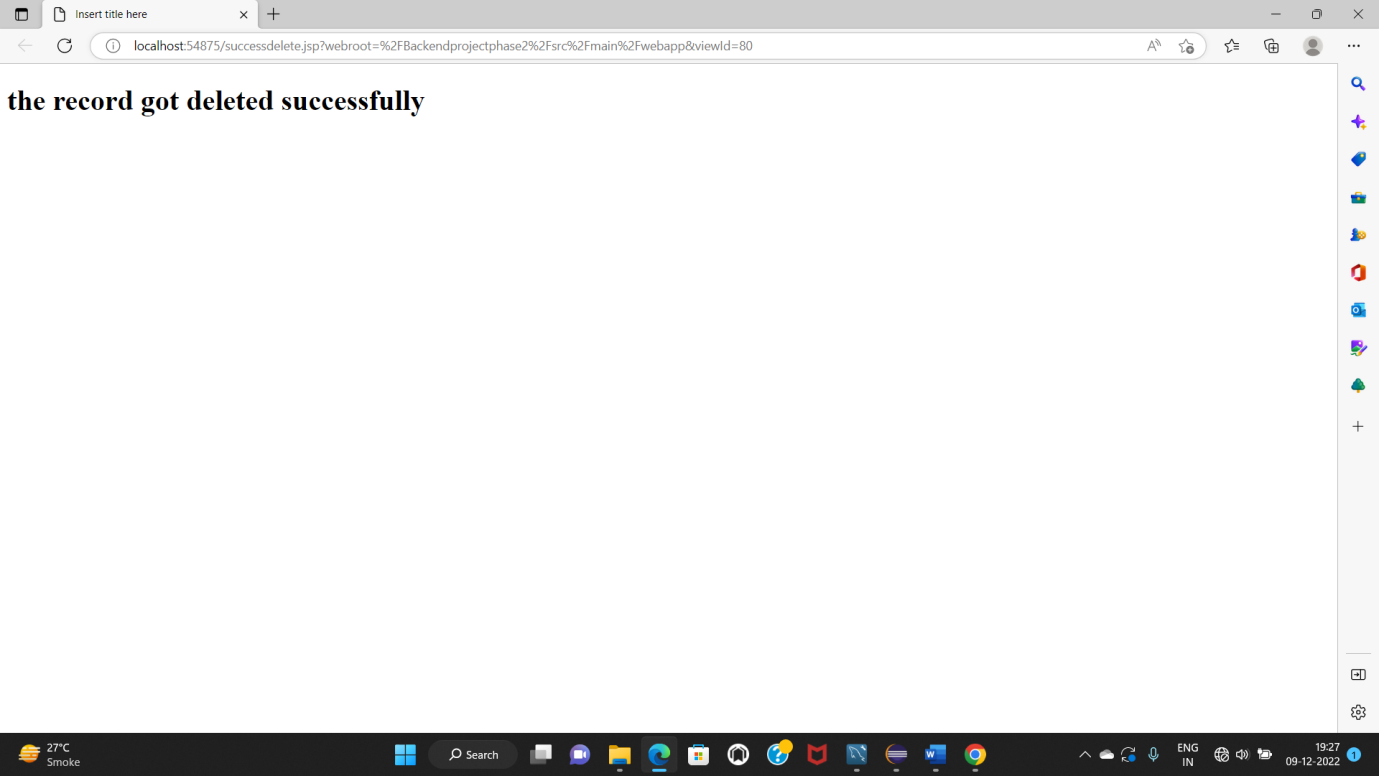 Insert title here
localhost:54875/successdelete.jsp?webroot=%2FBackendprojectphase2%2Fsrc%2Fmain%2Fwebapp&viewId=80
the record got deleted successfully
27°C
Smoke
Search
ENG
IN
19:27
09-12-2022
1